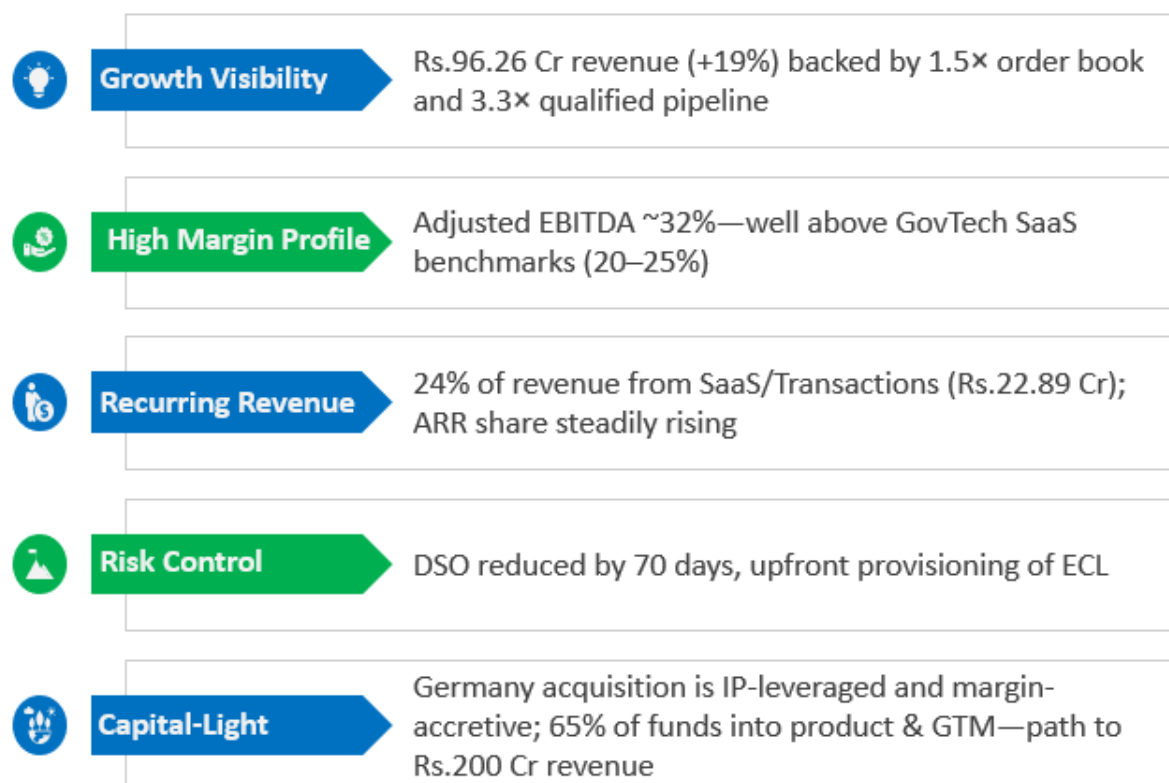 Growth Visibility
Rs.96.26 Cr revenue (+19%) backed by 1.5× order book
and 3.3× qualified pipeline
High Margin Profile
Adjusted EBITDA ~32%—well above GovTech SaaS
benchmarks (20–25%)
Recurring Revenue
24% of revenue from SaaS/Transactions (Rs.22.89 Cr);
ARR share steadily rising
Risk Control
DSO reduced by 70 days, upfront provisioning of ECL
Capital-Light
Germany acquisition is IP-leveraged and margin-
accretive; 65% of funds into product & GTM—path to
Rs.200 Cr revenue